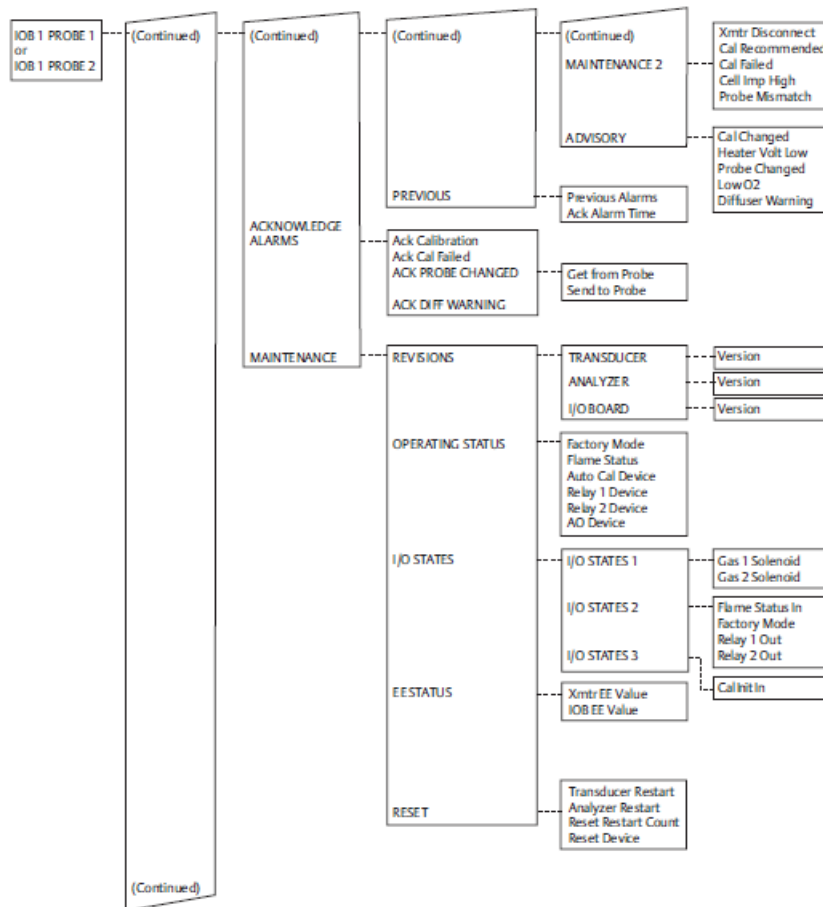 IOB 1 PROBE 1
or
IOB 1 PROBE 2
(Continued)
(Continued)
(Continued)
(Continued)
(Continued)
MAINTENANCE 2
ADVISORY
Xmtr Disconnect
Cal Recommended
Cal Failed
Cell Imp High
Probe Mismatch
Cal Changed
Heater Volt Low
Probe Changed
Low O2
Diffuser Warning
PREVIOUS
Previous Alarms
Ack Alarm Time
ACKNOWLEDGE
ALARMS
Ack Calibration
Ack Cal Failed
ACK PROBE CHANGED
ACK DIFF WARNING
Get from Probe
Send to Probe
MAINTENANCE
REVISIONS
TRANSDUCER
Version
ANALYZER
Version
I/O BOARD
Version
OPERATING STATUS
Factory Mode
Flame Status
Auto Cal Device
Relay 1 Device
Relay 2 Device
AO Device
I/O STATES
I/O STATES 1
Gas 1 Solenoid
Gas 2 Solenoid
I/O STATES 2
Flame Status In
Factory Mode
Relay 1 Out
Relay 2 Out
I/O STATES 3
Cal Init In
EE STATUS
Xmtr EE Value
IOB EE Value
RESET
Transducer Restart
Analyzer Restart
Reset Restart Count
Reset Device